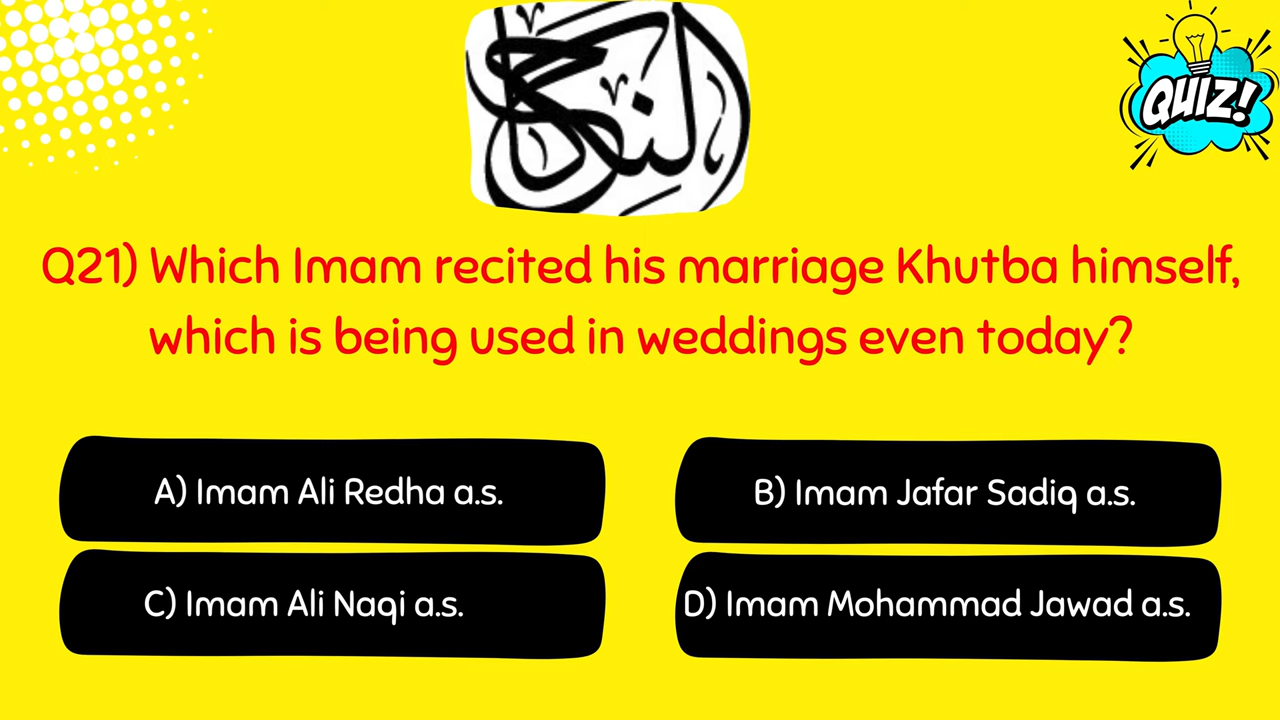 النكاح
QUIZ!
Q21) Which Imam recited his marriage Khutba himself,
which is being used in weddings even today?
A) Imam Ali Redha a.s.
B) Imam Jafar Sadiq a.s.
C) Imam Ali Naqi a.s.
D) Imam Mohammad Jawad a.s.